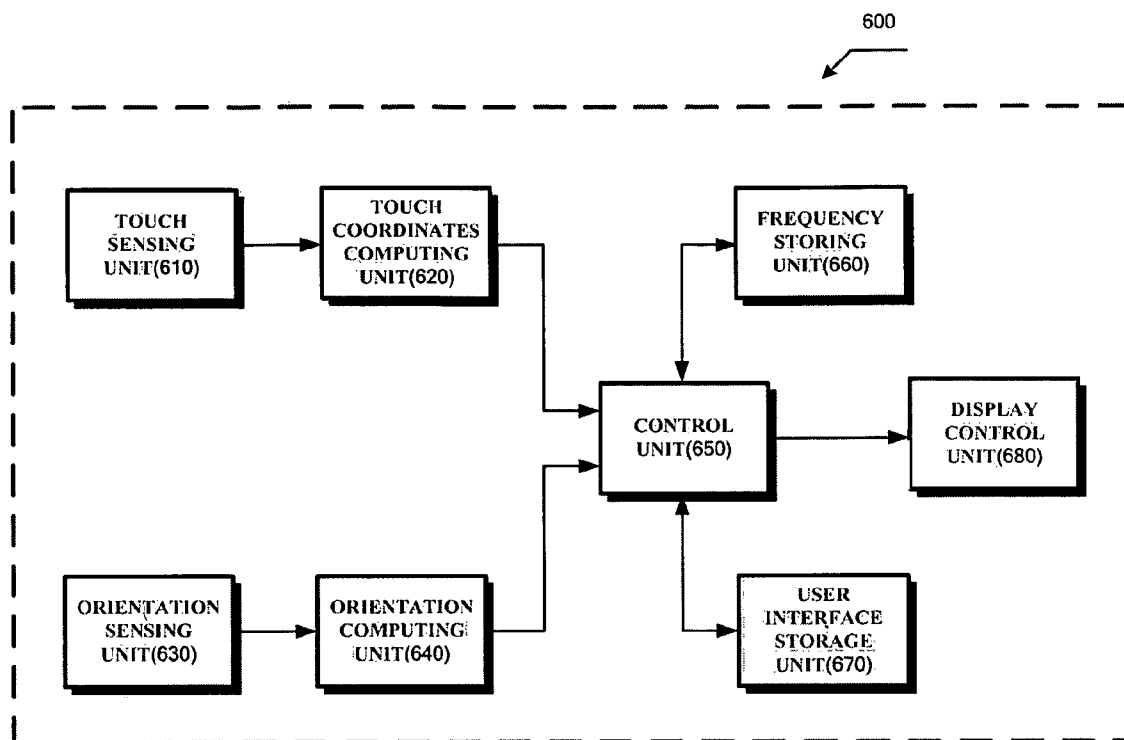 600
TOUCH
SENSING
UNIT(610)
TOUCH
COORDINATES
COMPUTING
UNIT(620)
FREQUENCY
STORING
UNIT(660)
CONTROL
UNIT(650)
DISPLAY
CONTROL
UNIT(680)
ORIENTATION
SENSING
UNIT(630)
ORIENTATION
COMPUTING
UNIT(640)
USER
INTERFACE
STORAGE
UNIT(670)